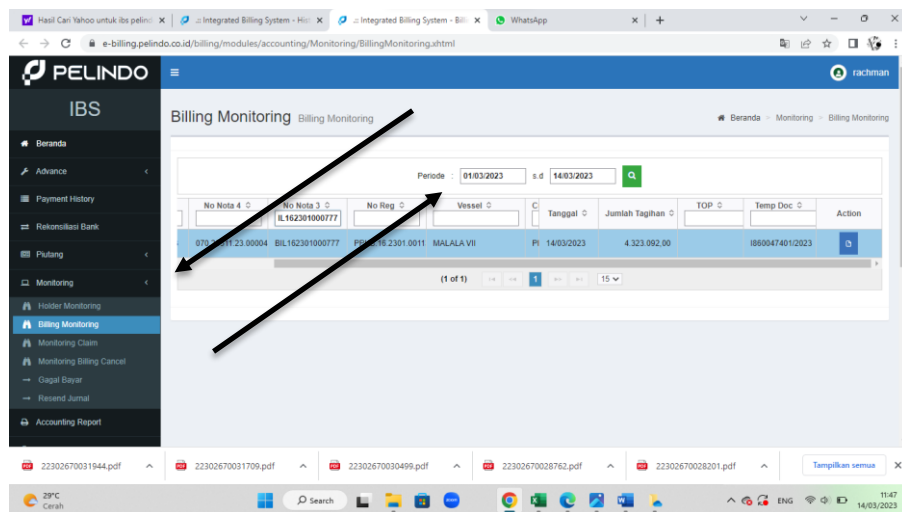 Hasil Cari Yahoo untuk ibs pelind
Integrated Billing System - Hist
Integrated Billing System - Billi
WhatsApp
e-billing.pelindo.co.id/billing/modules/accounting/Monitoring/BillingMonitoring.xhtml
PELINDO
rachman
IBS
Billing Monitoring Billing Monitoring
Beranda > Monitoring > Billing Monitoring
Beranda
Advance
Payment History
Rekonsiliasi Bank
Piutang
Monitoring
Holder Monitoring
Billing Monitoring
Monitoring Claim
Monitoring Billing Cancel
Gagal Bayar
Resend Jurnal
Accounting Report
Periode : 01/03/2023 s.d 14/03/2023
No Nota 4 No Nota 3 No Reg Vessel C Tanggal Jumlah Tagihan TOP Temp Doc Action
IL162301000777
BIL162301000777 MALALA VII PI 14/03/2023 4.323.092,00 I860047401/2023
(1 of 1) 1 15
22302670031944.pdf
22302670031709.pdf
22302670030499.pdf
22302670028762.pdf
22302670028201.pdf
Tampilkan semua
29°C
Cerah
Search
ENG
11:47
14/03/2023